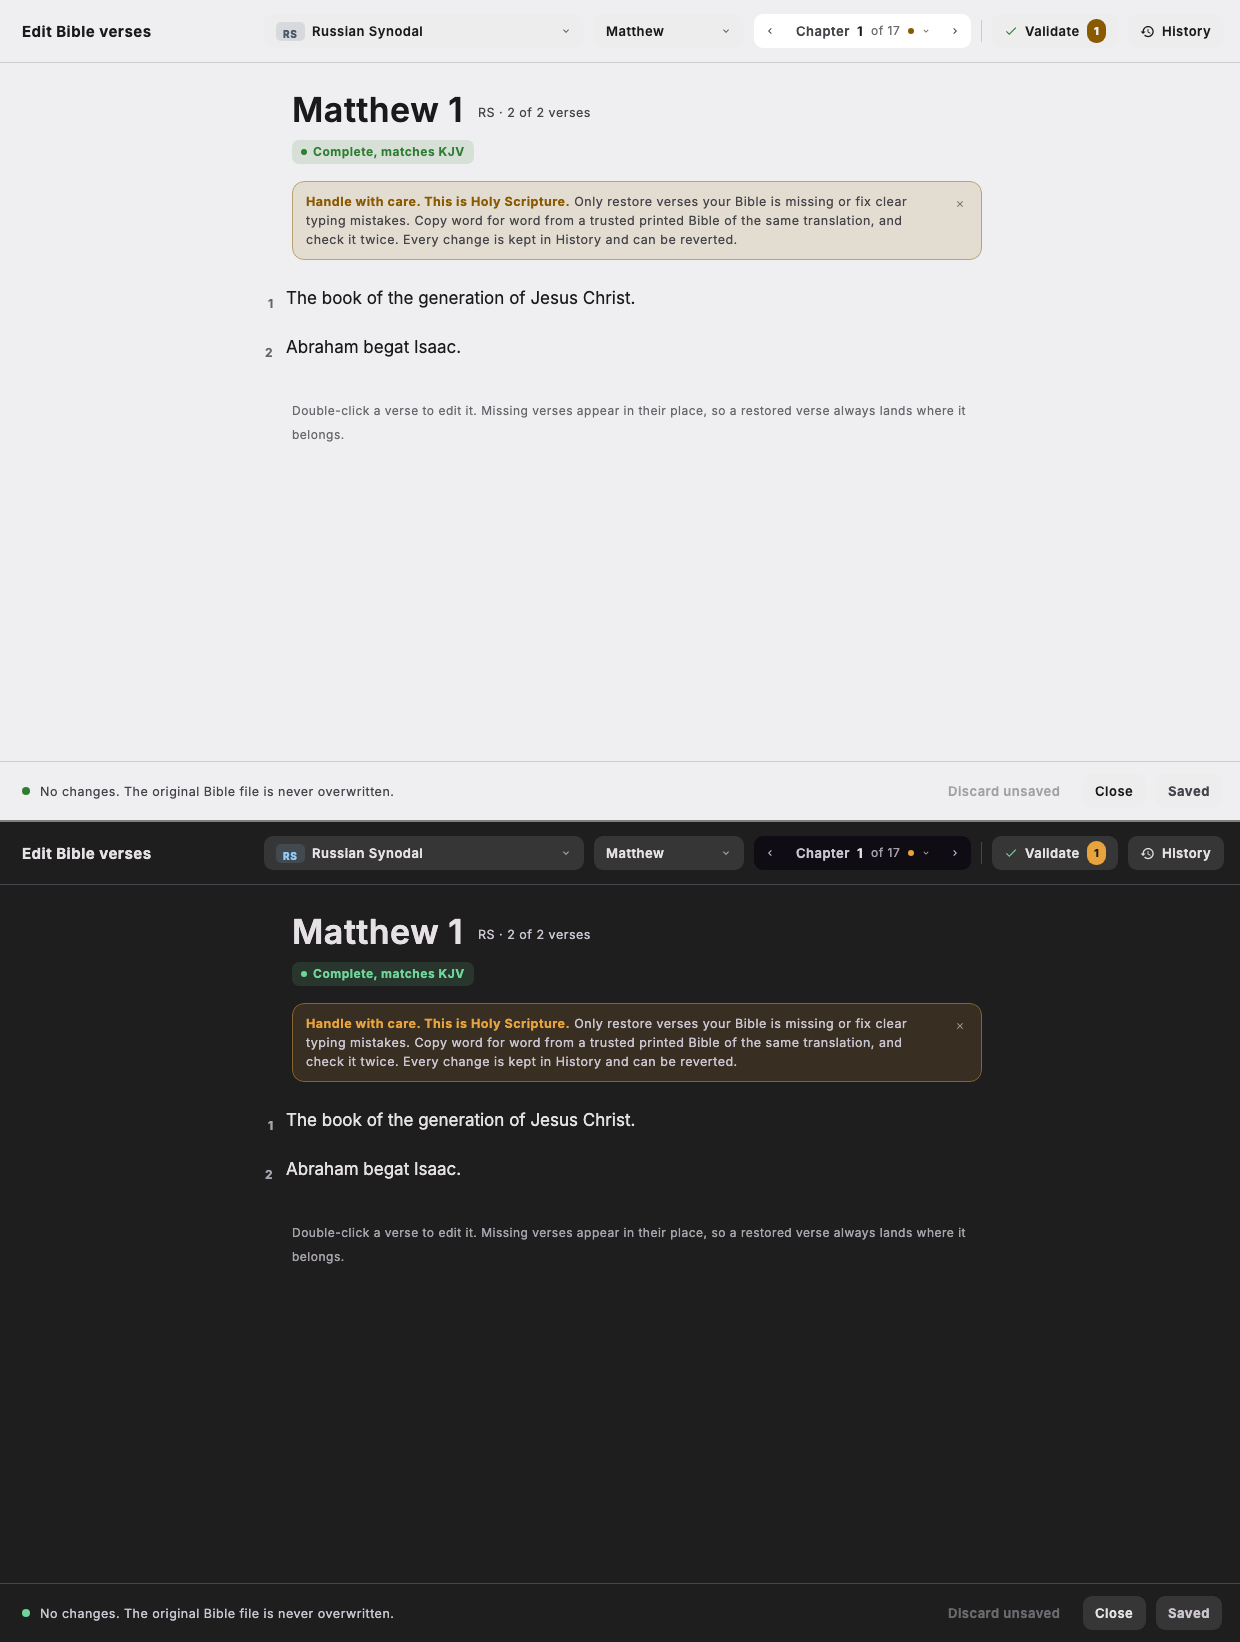 Edit Bible verses
RS Russian Synodal
Matthew
Chapter 1 of 17
Validate 1
History
Matthew 1 RS · 2 of 2 verses
Complete, matches KJV
Handle with care. This is Holy Scripture. Only restore verses your Bible is missing or fix clear
typing mistakes. Copy word for word from a trusted printed Bible of the same translation, and
check it twice. Every change is kept in History and can be reverted.
1 The book of the generation of Jesus Christ.
2 Abraham begat Isaac.
Double-click a verse to edit it. Missing verses appear in their place, so a restored verse always lands where it
belongs.
No changes. The original Bible file is never overwritten.
Discard unsaved
Close
Saved
Edit Bible verses
RS Russian Synodal
Matthew
Chapter 1 of 17
Validate 1
History
Matthew 1 RS · 2 of 2 verses
Complete, matches KJV
Handle with care. This is Holy Scripture. Only restore verses your Bible is missing or fix clear
typing mistakes. Copy word for word from a trusted printed Bible of the same translation, and
check it twice. Every change is kept in History and can be reverted.
1 The book of the generation of Jesus Christ.
2 Abraham begat Isaac.
Double-click a verse to edit it. Missing verses appear in their place, so a restored verse always lands where it
belongs.
No changes. The original Bible file is never overwritten.
Discard unsaved
Close
Saved